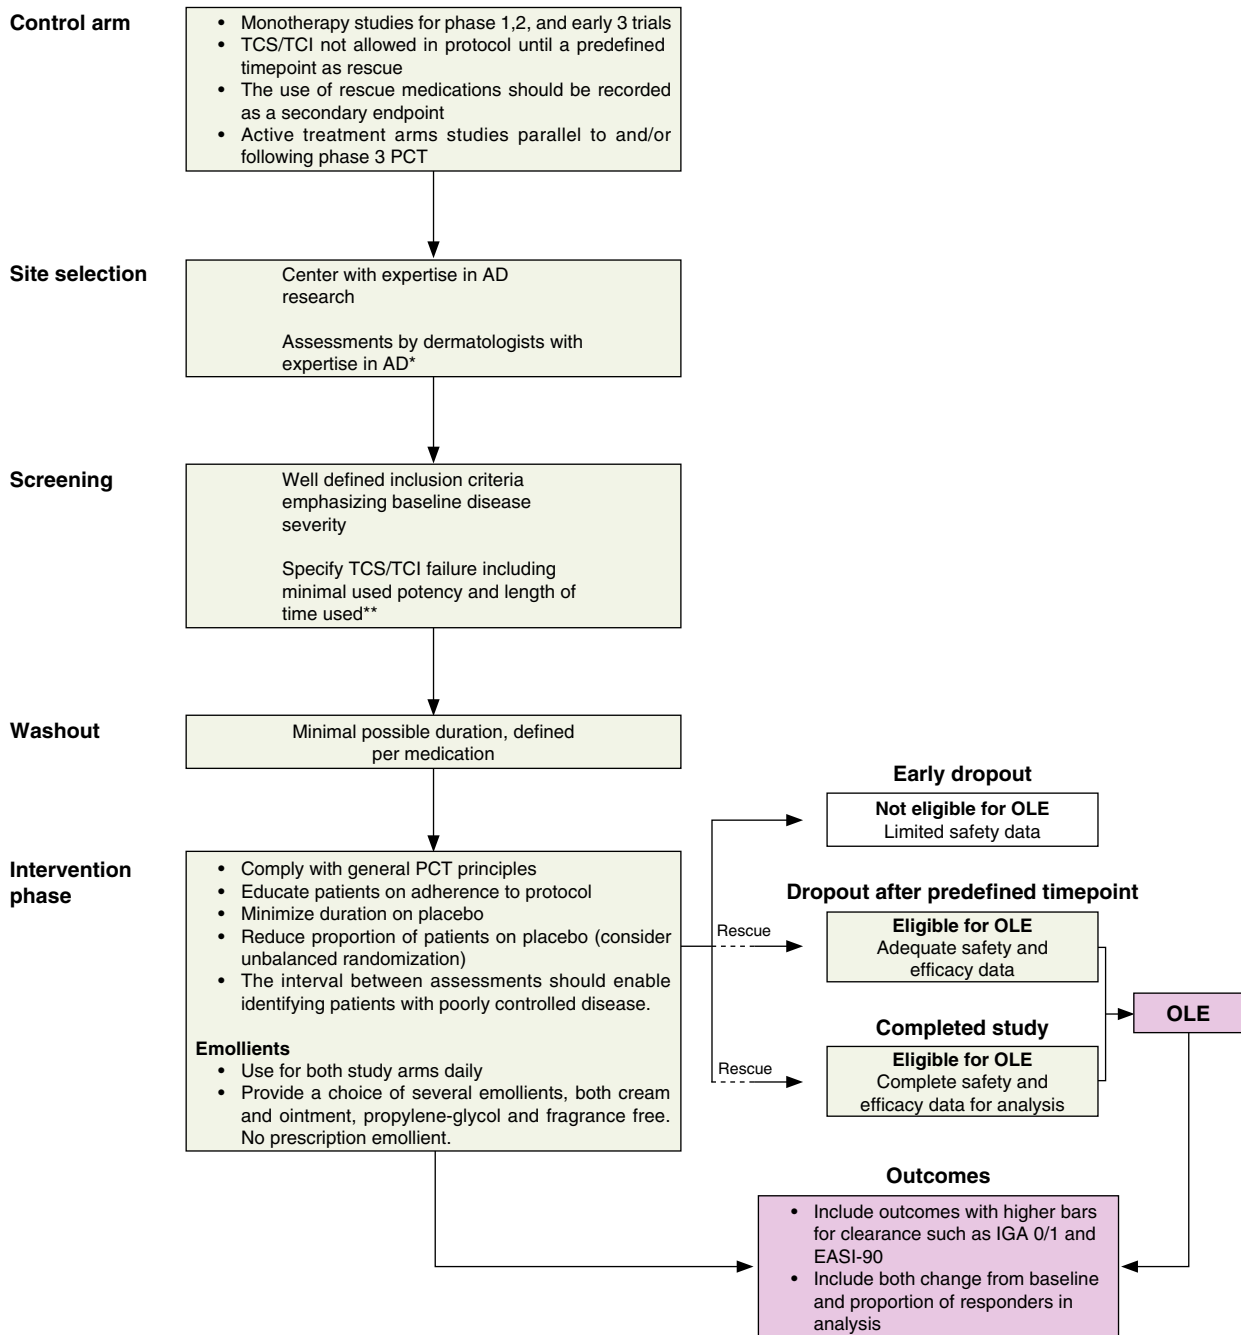 Control arm
• Monotherapy studies for phase 1,2, and early 3 trials
• TCS/TCI not allowed in protocol until a predefined
timepoint as rescue
• The use of rescue medications should be recorded
as a secondary endpoint
• Active treatment arms studies parallel to and/or
following phase 3 PCT
Site selection
Center with expertise in AD
research
Assessments by dermatologists with
expertise in AD*
Screening
Well defined inclusion criteria
emphasizing baseline disease
severity
Specify TCS/TCI failure including
minimal used potency and length of
time used**
Washout
Minimal possible duration, defined
per medication
Intervention
phase
• Comply with general PCT principles
• Educate patients on adherence to protocol
• Minimize duration on placebo
• Reduce proportion of patients on placebo (consider
unbalanced randomization)
• The interval between assessments should enable
identifying patients with poorly controlled disease.
Emollients
• Use for both study arms daily
• Provide a choice of several emollients, both cream
and ointment, propylene-glycol and fragrance free.
No prescription emollient.
Early dropout
Not eligible for OLE
Limited safety data
Dropout after predefined timepoint
Rescue
Eligible for OLE
Adequate safety and
efficacy data
Completed study
Rescue
Eligible for OLE
Complete safety and
efficacy data for analysis
OLE
Outcomes
• Include outcomes with higher bars
for clearance such as IGA 0/1 and
EASI-90
• Include both change from baseline
and proportion of responders in
analysis